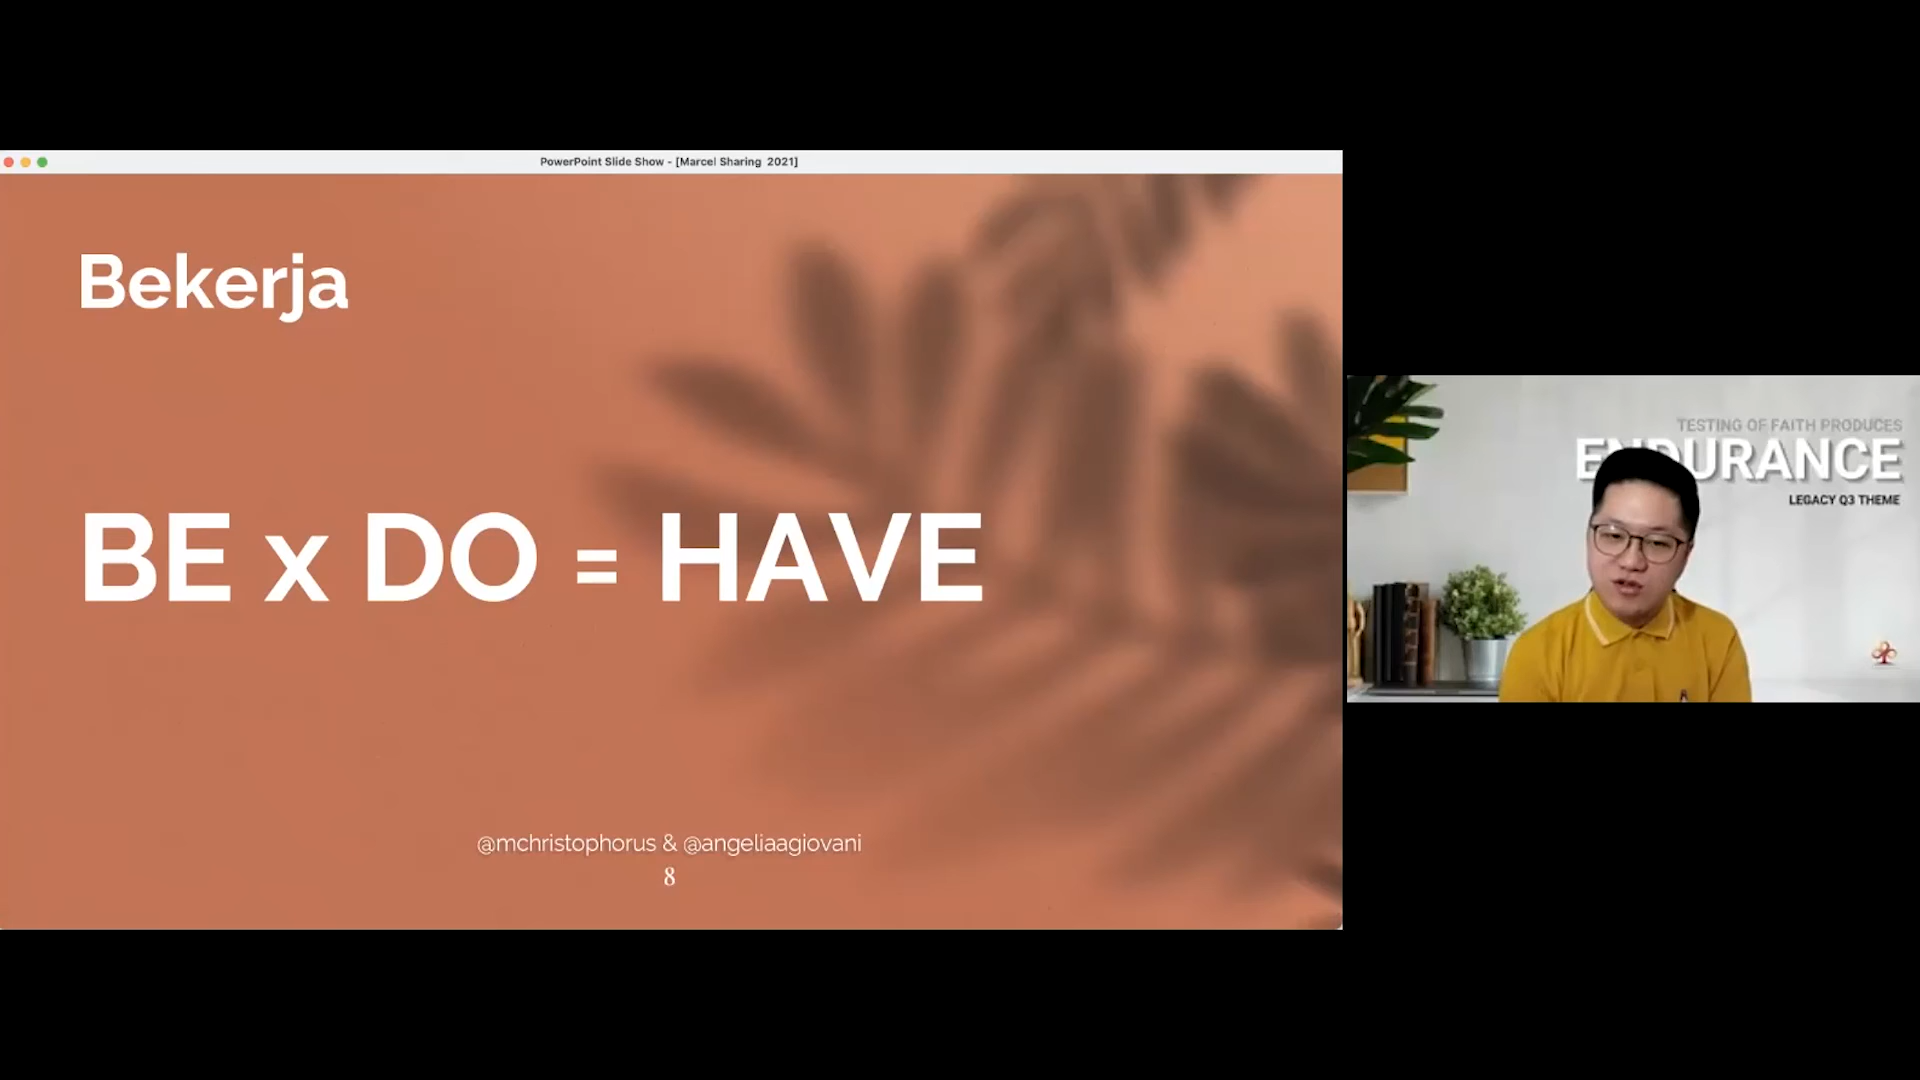 PowerPoint Slide Show - [Marcel Sharing 2021]
Bekerja
BE x DO = HAVE
@mchristophorus & @angeliaagiovani
8
TESTING OF FAITH PRODUCES
ENDURANCE
LEGACY Q3 THEME